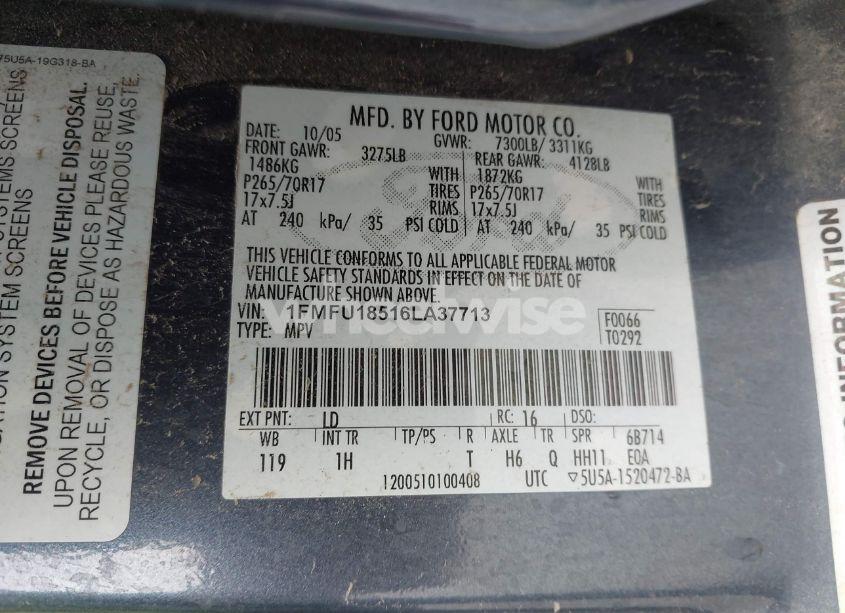 75U5A-19G318-BA
SYSTEMS SCREENS
SYSTEM SCREENS
REMOVE DEVICES BEFORE VEHICLE DISPOSAL.
UPON REMOVAL OF DEVICES PLEASE REUSE,
RECYCLE, OR DISPOSE AS HAZARDOUS WASTE.
MFD. BY FORD MOTOR CO.
DATE: 10/05 GVWR: 7300LB/ 3311KG
FRONT GAWR: 3275LB REAR GAWR: 4128LB
1486KG WITH 1872KG WITH
P265/70R17 TIRES P265/70R17 TIRES
17x7.5J RIMS 17x7.5J RIMS
AT 240 kPa/ 35 PSI COLD AT 240 kPa/ 35 PSI COLD
Ford
THIS VEHICLE CONFORMS TO ALL APPLICABLE FEDERAL MOTOR
VEHICLE SAFETY STANDARDS IN EFFECT ON THE DATE OF
MANUFACTURE SHOWN ABOVE.
VIN: 1FMFU18516LA37713
TYPE: MPV
F0066
T0292
EXT PNT: LD RC: 16 DSO:
WB INT TR TP/PS R AXLE TR SPR 6B714
119 1H T H6 Q HH11 EOA
1200510100408 UTC ▽5U5A-1520472-BA
INFORMATION